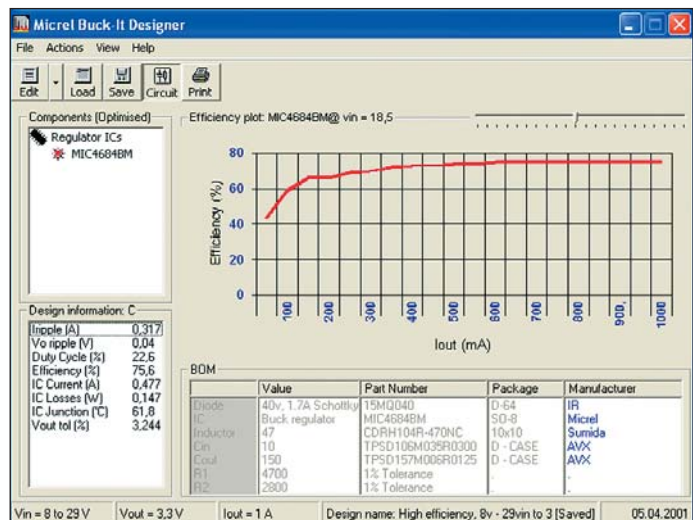 Micrel Buck-It Designer
File Actions View Help
Edit Load Save Circuit Print
Components (Optimised)
Regulator ICs
MIC4684BM
Efficiency plot: MIC4684BM@ vin = 18,5
80
60
40
20
0
Efficiency (%)
100 200 300 400 500 600 700 800 900, 1000
Iout (mA)
Design information: C
Iripple (A) 0,317
Vo ripple (V) 0,04
Duty Cycle (%) 22,6
Efficiency (%) 75,6
IC Current (A) 0,477
IC Losses (W) 0,147
IC Junction (°C) 61,8
Vout tol (%) 3,244
BOM
Value Part Number Package Manufacturer
Diode 40v, 1.7A Schottky 15MQ040 D-64 IR
IC Buck regulator MIC4684BM SO-8 Micrel
Inductor 47 CDRH104R-470NC 10x10 Sumida
Cin 10 TPSD106M035R0300 D - CASE AVX
Cout 150 TPSD157M006R0125 D - CASE AVX
R1 4700 1% Tolerance . .
R2 2800 1% Tolerance . .
Vin = 8 to 29 V Vout = 3,3 V Iout = 1 A Design name: High efficiency, 8v - 29vin to 3 [Saved] 05.04.2001